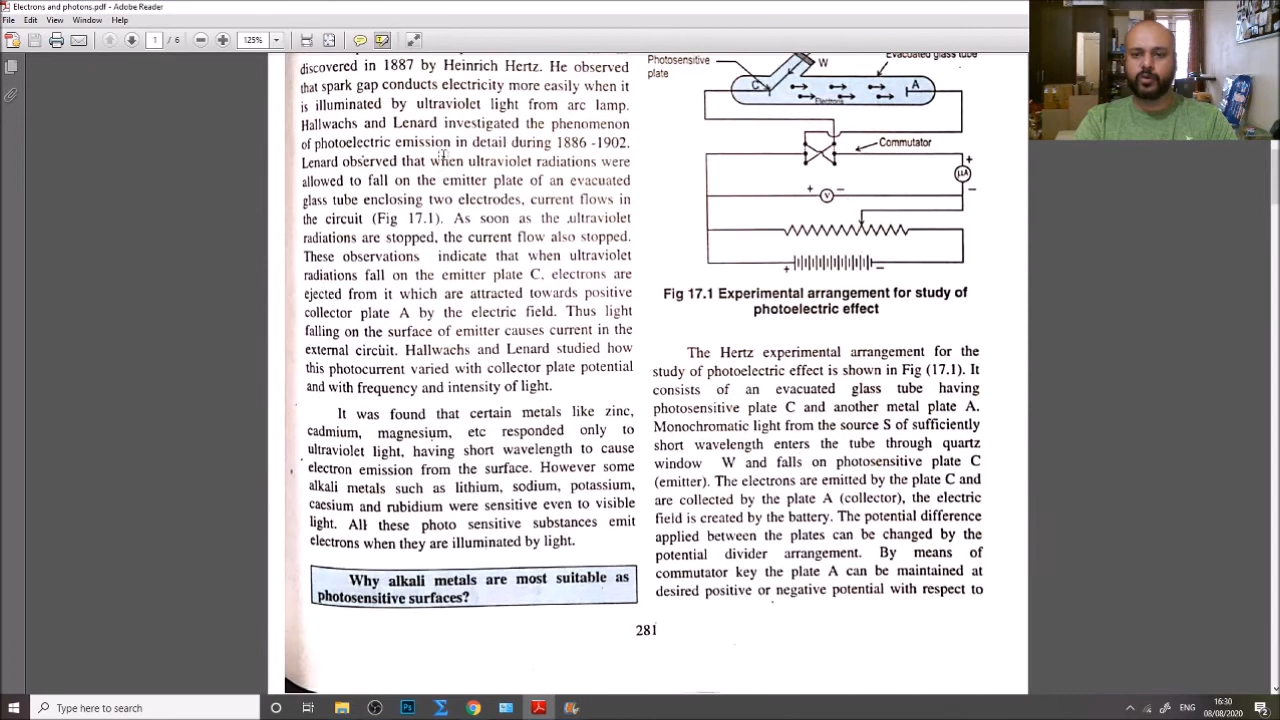 Electrons and photons.pdf - Adobe Reader
File Edit View Window Help
1 / 6
125%
discovered in 1887 by Heinrich Hertz. He observed
that spark gap conducts electricity more easily when it
is illuminated by ultraviolet light from arc lamp.
Hallwachs and Lenard investigated the phenomenon
of photoelectric emission in detail during 1886 -1902.
Lenard observed that when ultraviolet radiations were
allowed to fall on the emitter plate of an evacuated
glass tube enclosing two electrodes, current flows in
the circuit (Fig 17.1). As soon as the ultraviolet
radiations are stopped, the current flow also stopped.
These observations indicate that when ultraviolet
radiations fall on the emitter plate C. electrons are
ejected from it which are attracted towards positive
collector plate A by the electric field. Thus light
falling on the surface of emitter causes current in the
external circuit. Hallwachs and Lenard studied how
this photocurrent varied with collector plate potential
and with frequency and intensity of light.
It was found that certain metals like zinc,
cadmium, magnesium, etc responded only to
ultraviolet light, having short wavelength to cause
electron emission from the surface. However some
alkali metals such as lithium, sodium, potassium,
caesium and rubidium were sensitive even to visible
light. All these photo sensitive substances emit
electrons when they are illuminated by light.
Why alkali metals are most suitable as
photosensitive surfaces?
Photosensitive
plate
W
Evacuated glass tube
C
A
Electrons
Commutator
+
μA
−
+ V −
+ −
Fig 17.1 Experimental arrangement for study of
photoelectric effect
The Hertz experimental arrangement for the
study of photoelectric effect is shown in Fig (17.1). It
consists of an evacuated glass tube having
photosensitive plate C and another metal plate A.
Monochromatic light from the source S of sufficiently
short wavelength enters the tube through quartz
window W and falls on photosensitive plate C
(emitter). The electrons are emitted by the plate C and
are collected by the plate A (collector), the electric
field is created by the battery. The potential difference
applied between the plates can be changed by the
potential divider arrangement. By means of
commutator key the plate A can be maintained at
desired positive or negative potential with respect to
281
Type here to search
ENG
16:30
08/08/2020
2